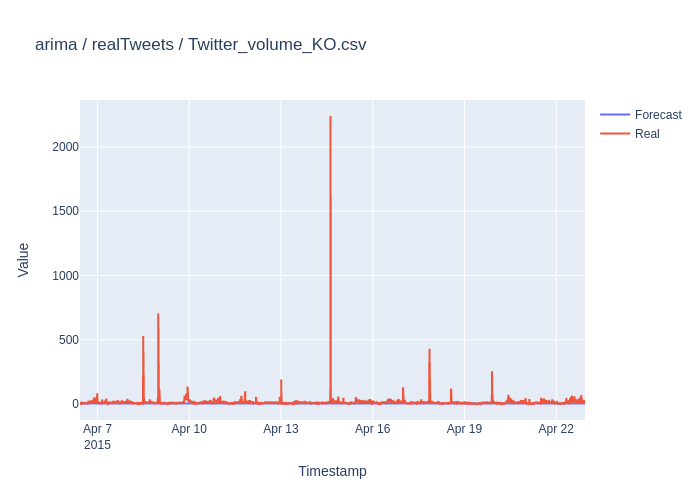 arima / realTweets / Twitter_volume_KO.csv
Forecast
Real
2000
1500
1000
500
0
Value
Apr 7
2015
Apr 10
Apr 13
Apr 16
Apr 19
Apr 22
Timestamp